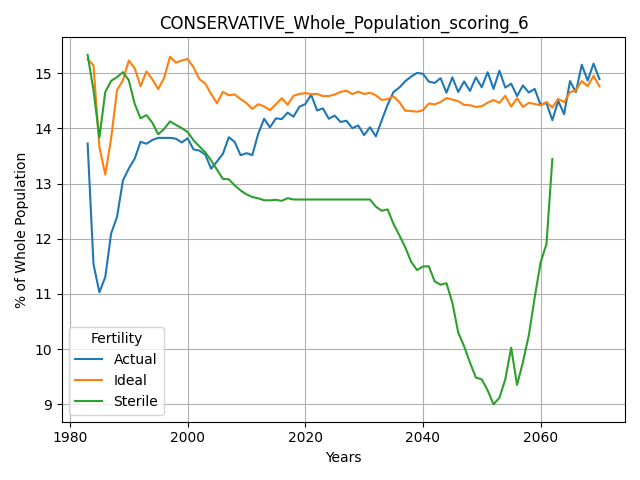 CONSERVATIVE_Whole_Population_scoring_6
% of Whole Population
15
14
13
12
11
10
9
Fertility
Actual
Ideal
Sterile
1980
2000
2020
2040
2060
Years